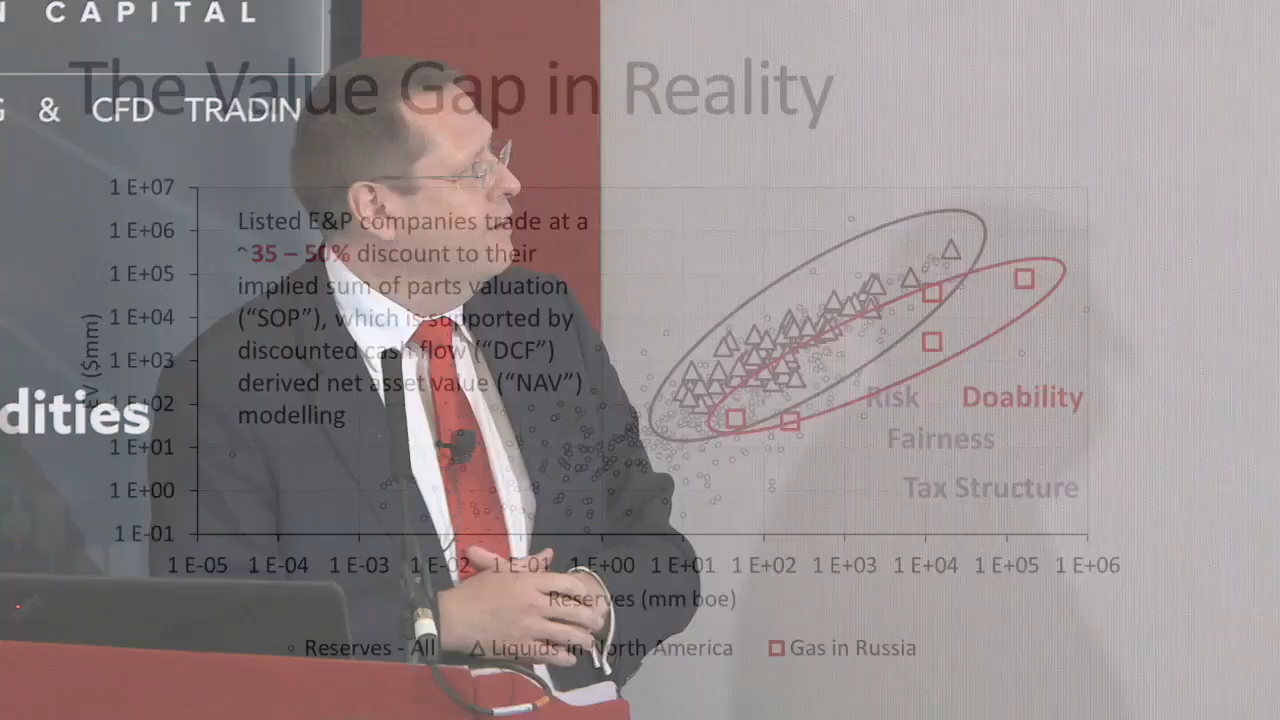 N CAPITAL
The Value Gap in Reality
G & CFD TRADIN
dities
Listed E&P companies trade at a
~35 – 50% discount to their
implied sum of parts valuation
("SOP"), which is supported by
discounted cash flow ("DCF")
derived net asset value ("NAV")
modelling
EV ($mm)
1 E+07
1 E+06
1 E+05
1 E+04
1 E+03
1 E+02
1 E+01
1 E+00
1 E-01
Risk Doability
Fairness
Tax Structure
1 E-05 1 E-04 1 E-03 1 E-02 1 E-01 1 E+00 1 E+01 1 E+02 1 E+03 1 E+04 1 E+05 1 E+06
Reserves (mm boe)
Reserves - All Liquids in North America Gas in Russia